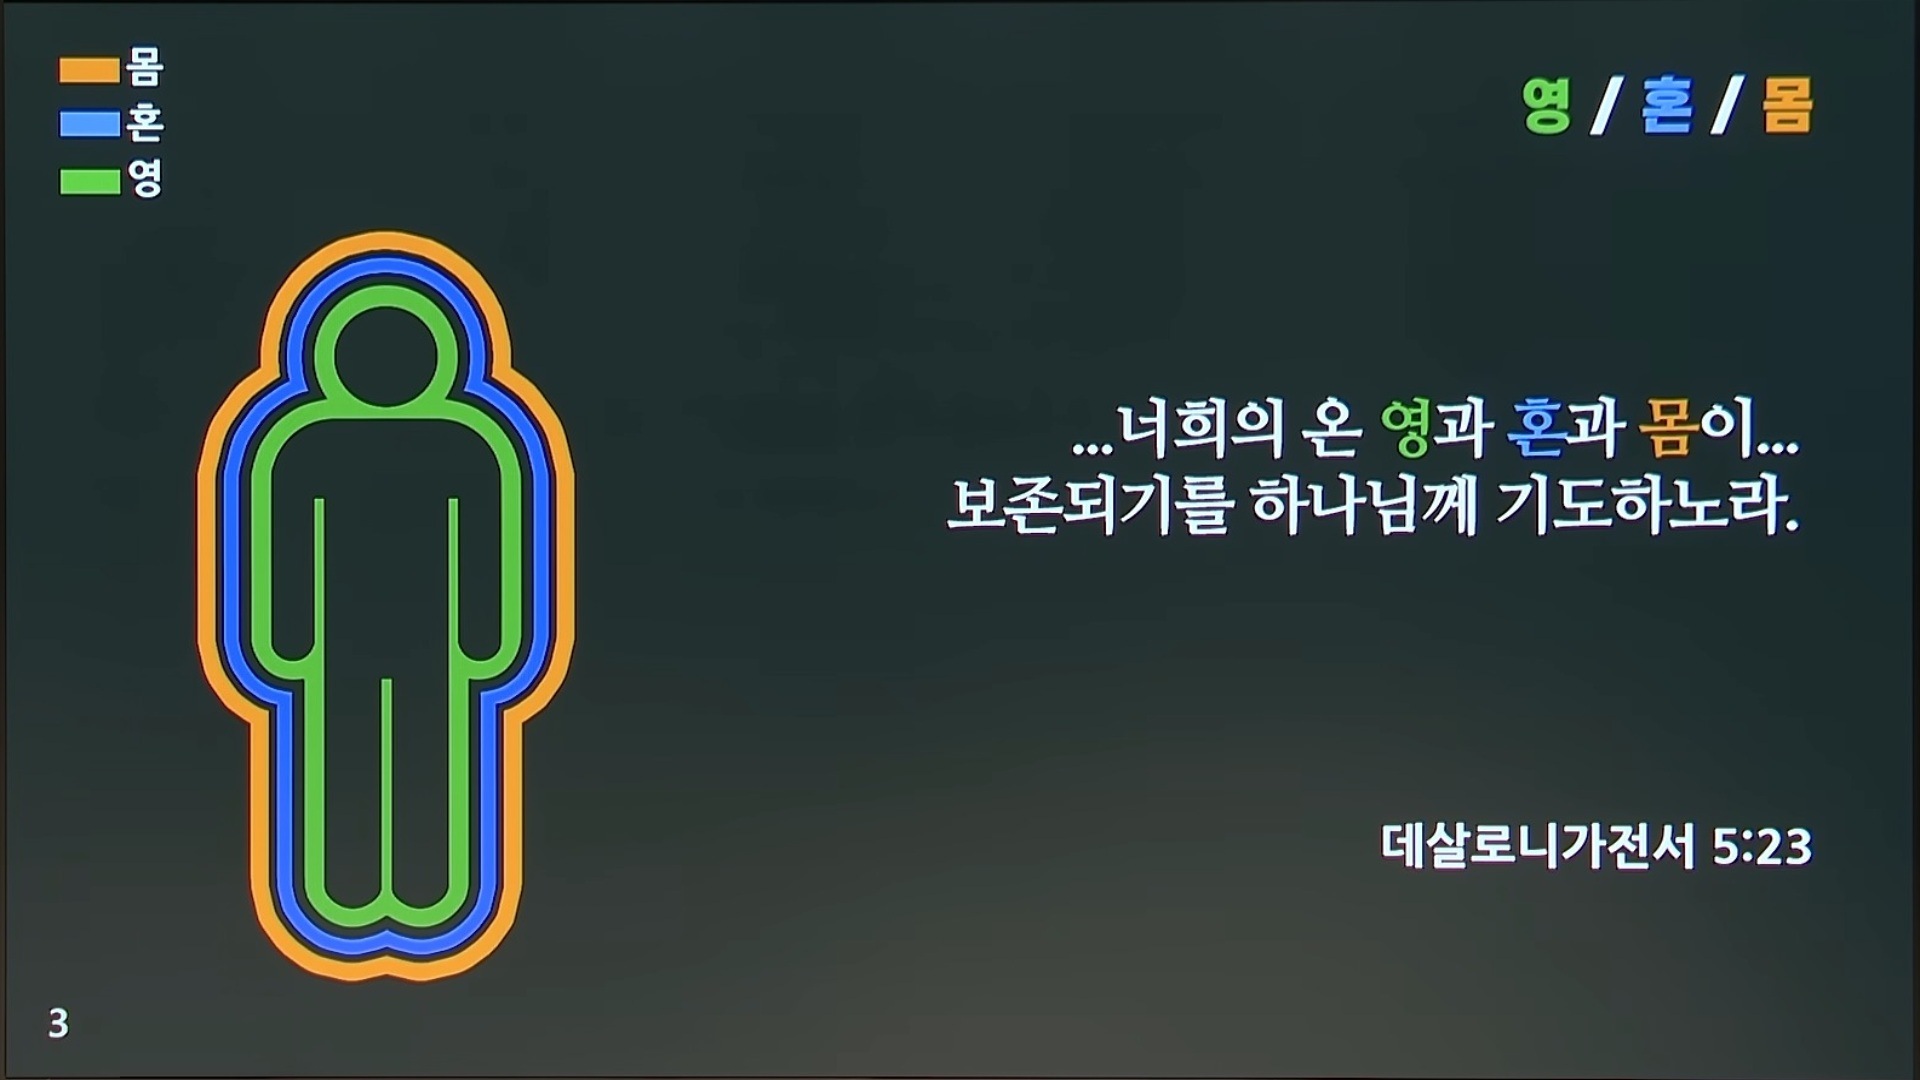 몸
혼
영
영 / 혼 / 몸
...너희의 온 영과 혼과 몸이...
보존되기를 하나님께 기도하노라.
데살로니가전서 5:23
3